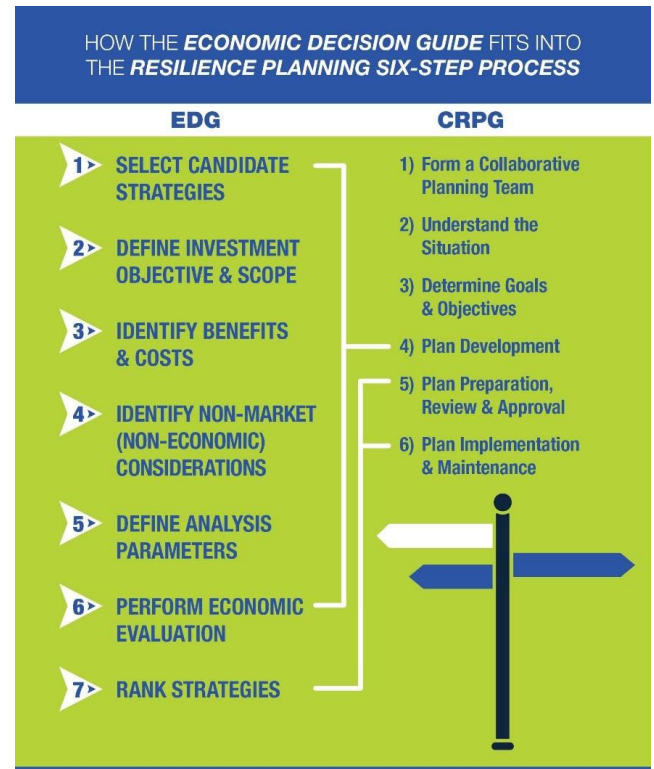 HOW THE ECONOMIC DECISION GUIDE FITS INTO
THE RESILIENCE PLANNING SIX-STEP PROCESS
EDG
1 SELECT CANDIDATE
STRATEGIES
2 DEFINE INVESTMENT
OBJECTIVE & SCOPE
3 IDENTIFY BENEFITS
& COSTS
4 IDENTIFY NON-MARKET
(NON-ECONOMIC)
CONSIDERATIONS
5 DEFINE ANALYSIS
PARAMETERS
6 PERFORM ECONOMIC
EVALUATION
7 RANK STRATEGIES
CRPG
1) Form a Collaborative
Planning Team
2) Understand the
Situation
3) Determine Goals
& Objectives
4) Plan Development
5) Plan Preparation,
Review & Approval
6) Plan Implementation
& Maintenance